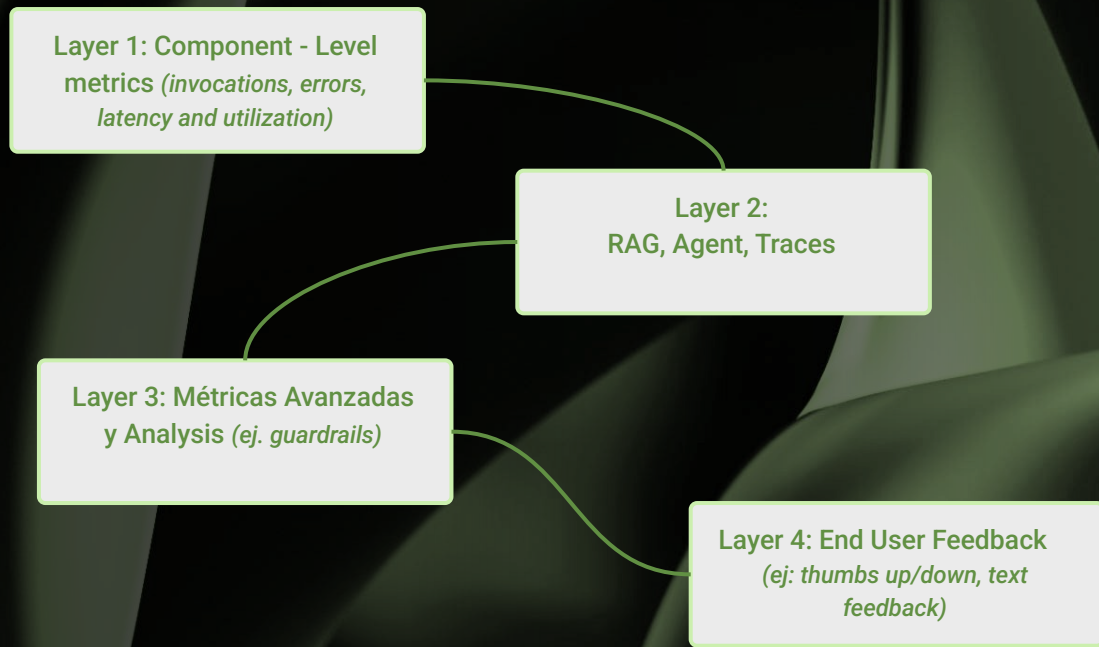 Layer 1: Component - Level
metrics (invocations, errors,
latency and utilization)
Layer 2:
RAG, Agent, Traces
Layer 3: Métricas Avanzadas
y Analysis (ej. guardrails)
Layer 4: End User Feedback
(ej: thumbs up/down, text
feedback)